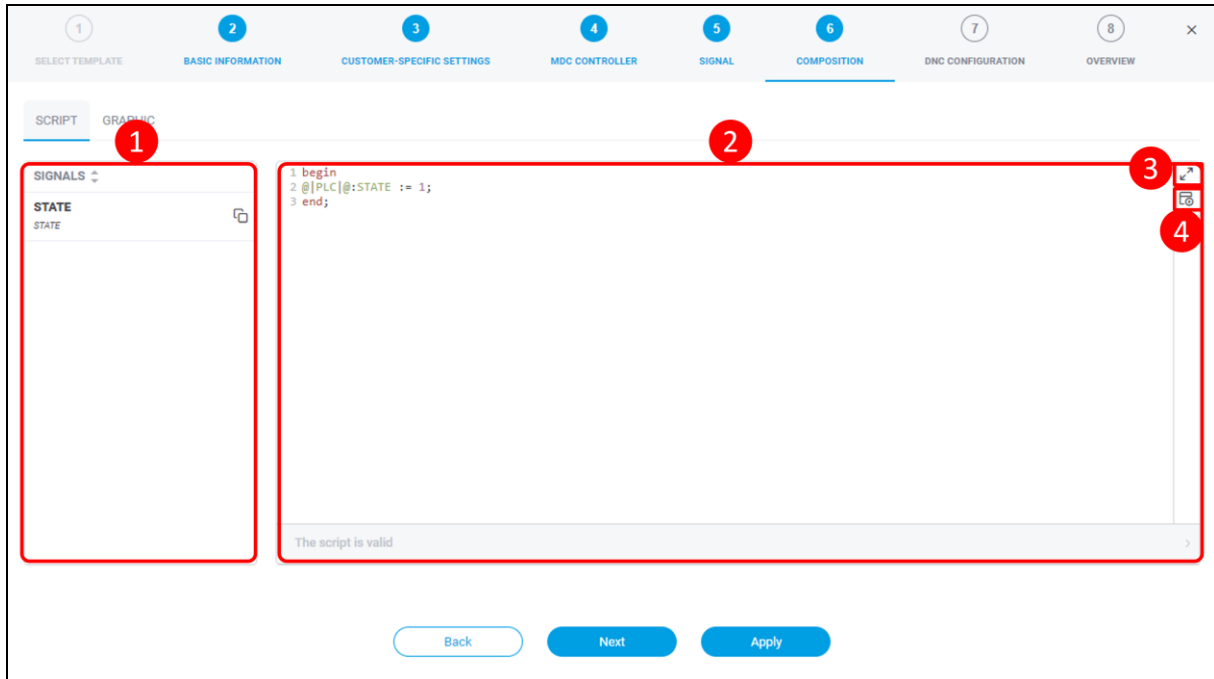 1 2 3 4 5 6 7 8
SELECT TEMPLATE BASIC INFORMATION CUSTOMER-SPECIFIC SETTINGS MDC CONTROLLER SIGNAL COMPOSITION DNC CONFIGURATION OVERVIEW
SCRIPT GRAPHIC
1 2
SIGNALS
STATE
STATE
1 begin
2 @|PLC|@:STATE := 1;
3 end;
3
4
The script is valid
Back Next Apply